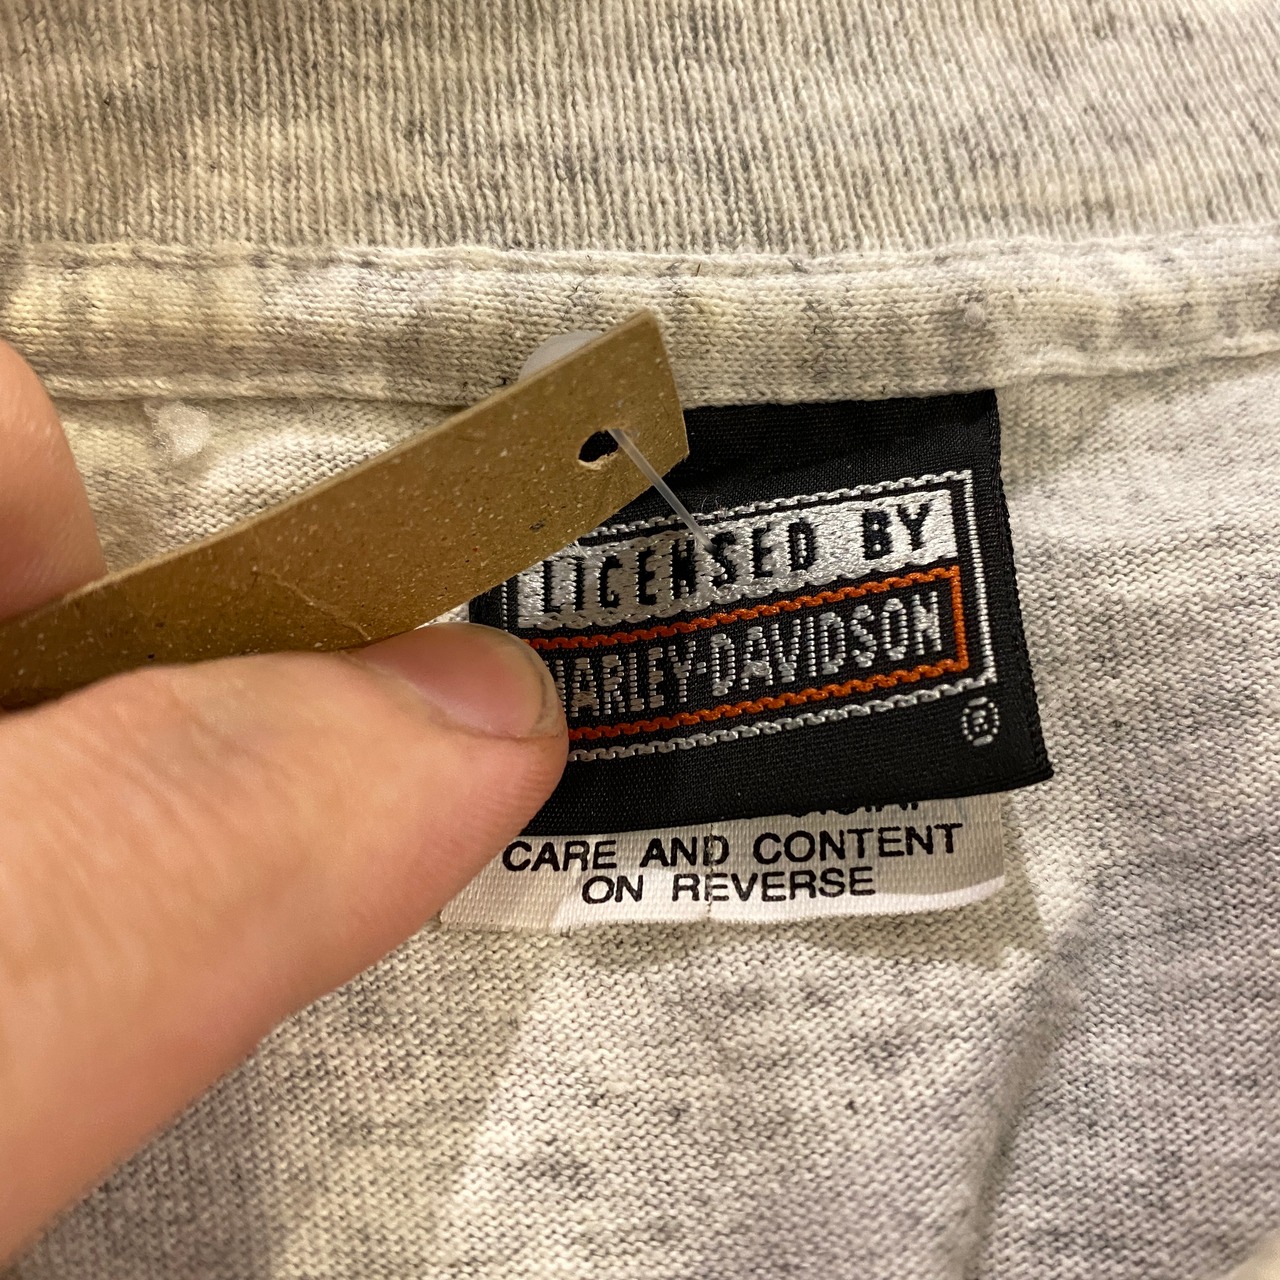 LICENSED BY
HARLEY-DAVIDSON
®
CARE AND CONTENT
ON REVERSE